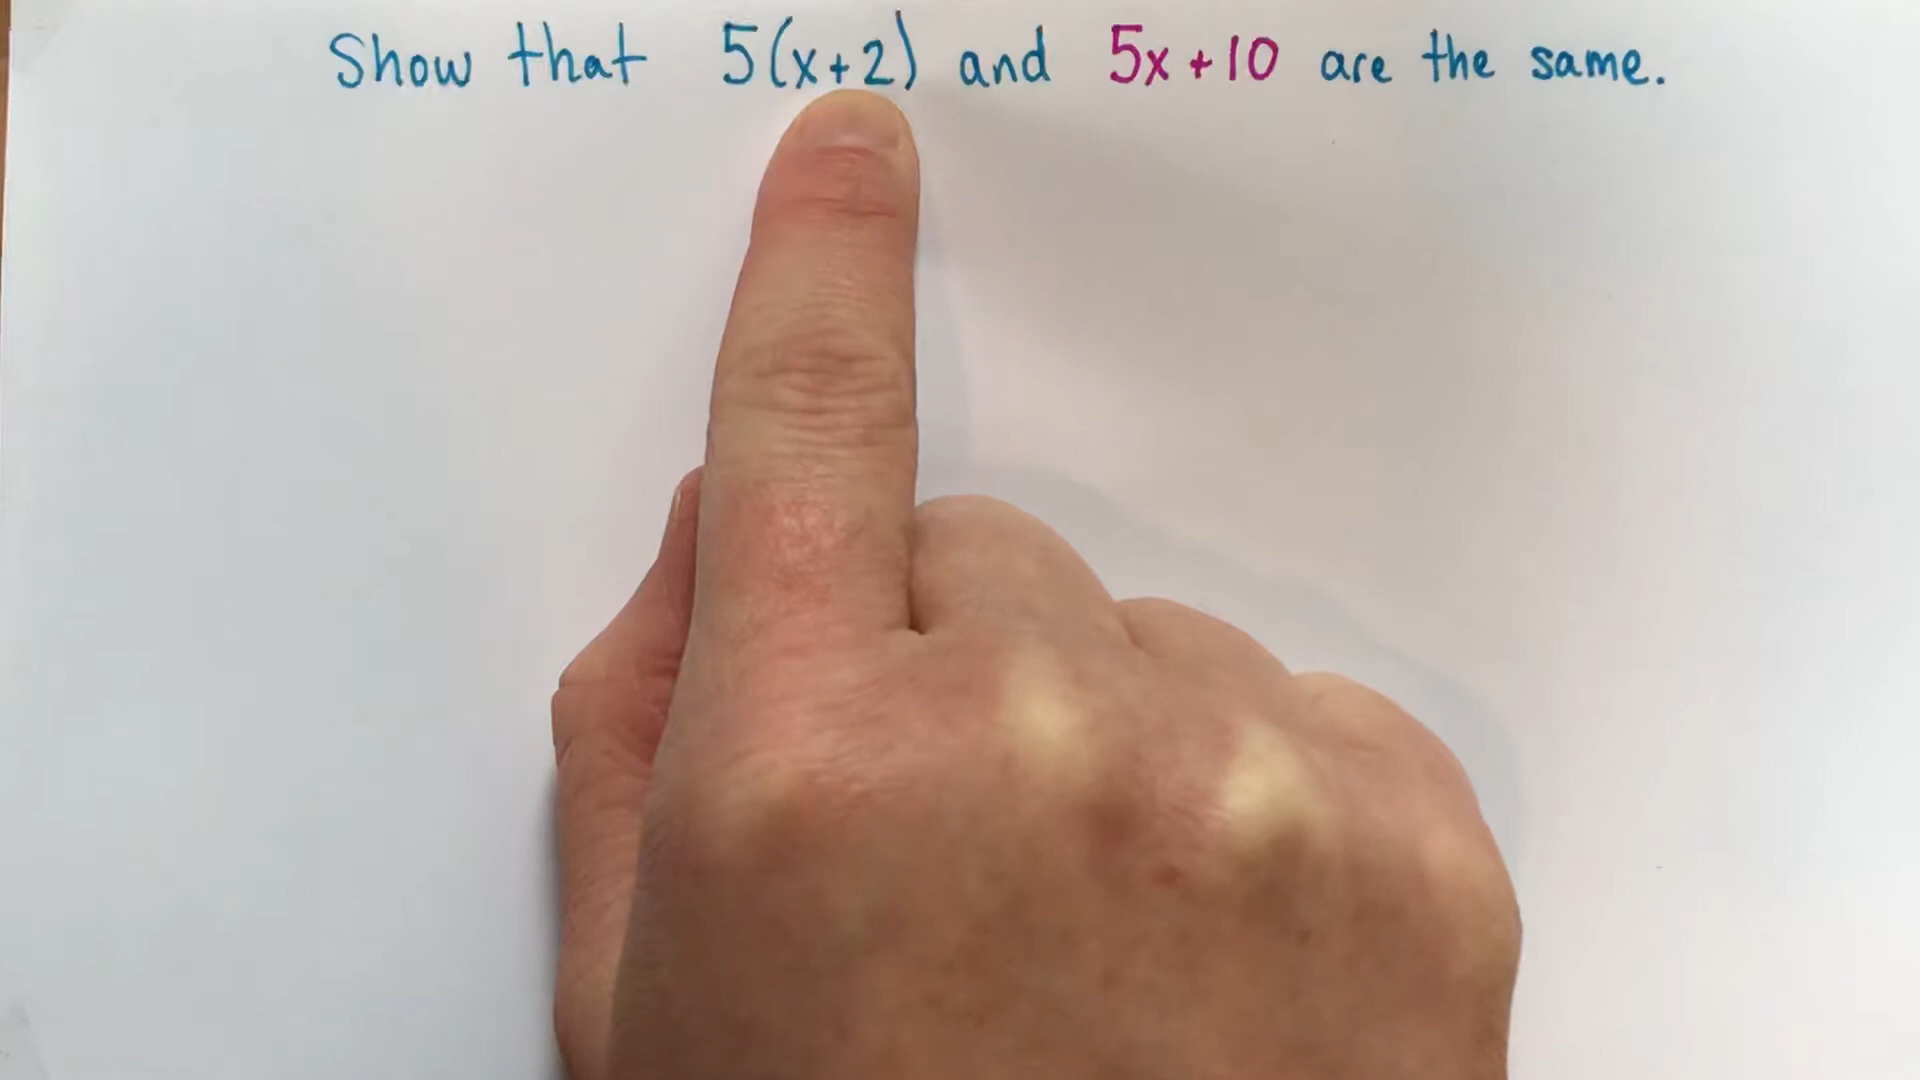 Show that 5(x+2) and 5x+10 are the same.